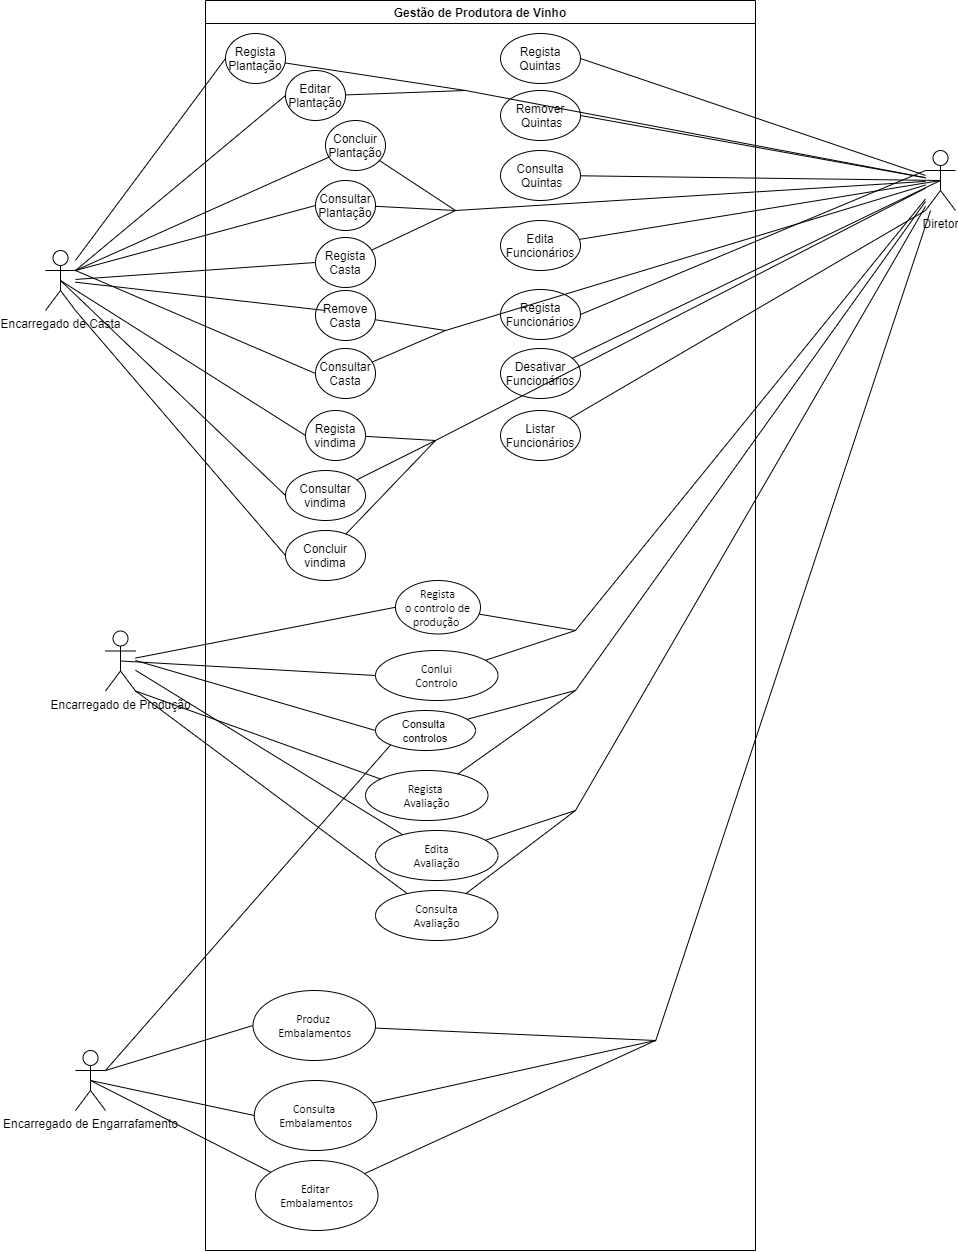 Gestão de Produtora de Vinho
Regista
Plantação
Regista
Quintas
Editar
Plantação
Remover
Quintas
Concluir
Plantação
Consulta
Quintas
Consultar
Plantação
Diretor
Edita
Funcionários
Regista
Casta
Encarregado de Casta
Remove
Casta
Regista
Funcionários
Consultar
Casta
Desativar
Funcionários
Regista
vindima
Listar
Funcionários
Consultar
vindima
Concluir
vindima
Regista
o controlo de
produção
Conlui
Controlo
Encarregado de Produção
Consulta
controlos
Regista
Avaliação
Edita
Avaliação
Consulta
Avaliação
Produz
Embalamentos
Consulta
Embalamentos
Encarregado de Engarrafamento
Editar
Embalamentos